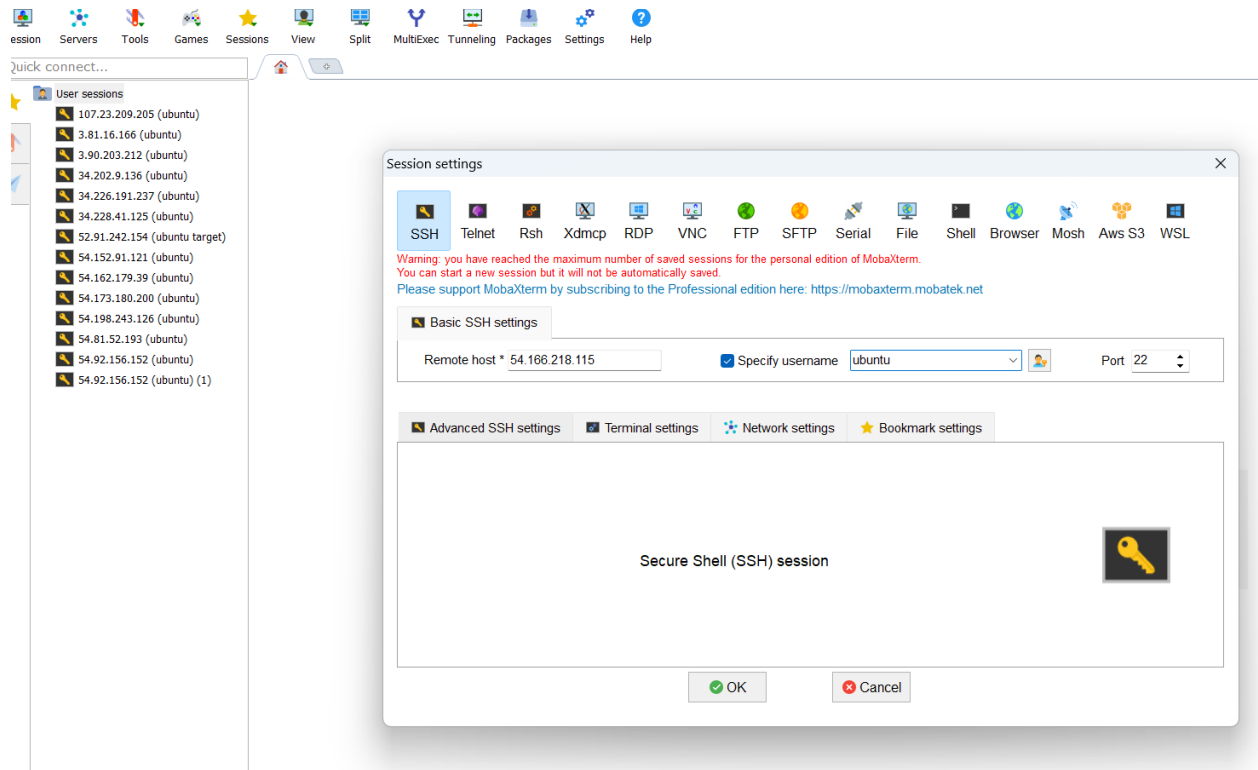 ession Servers Tools Games Sessions View Split MultiExec Tunneling Packages Settings Help
Quick connect...
User sessions
107.23.209.205 (ubuntu)
3.81.16.166 (ubuntu)
3.90.203.212 (ubuntu)
34.202.9.136 (ubuntu)
34.226.191.237 (ubuntu)
34.228.41.125 (ubuntu)
52.91.242.154 (ubuntu target)
54.152.91.121 (ubuntu)
54.162.179.39 (ubuntu)
54.173.180.200 (ubuntu)
54.198.243.126 (ubuntu)
54.81.52.193 (ubuntu)
54.92.156.152 (ubuntu)
54.92.156.152 (ubuntu) (1)
Session settings
SSH Telnet Rsh Xdmcp RDP VNC FTP SFTP Serial File Shell Browser Mosh Aws S3 WSL
Warning: you have reached the maximum number of saved sessions for the personal edition of MobaXterm.
You can start a new session but it will not be automatically saved.
Please support MobaXterm by subscribing to the Professional edition here: https://mobaxterm.mobatek.net
Basic SSH settings
Remote host * 54.166.218.115 Specify username ubuntu Port 22
Advanced SSH settings Terminal settings Network settings Bookmark settings
Secure Shell (SSH) session
OK Cancel